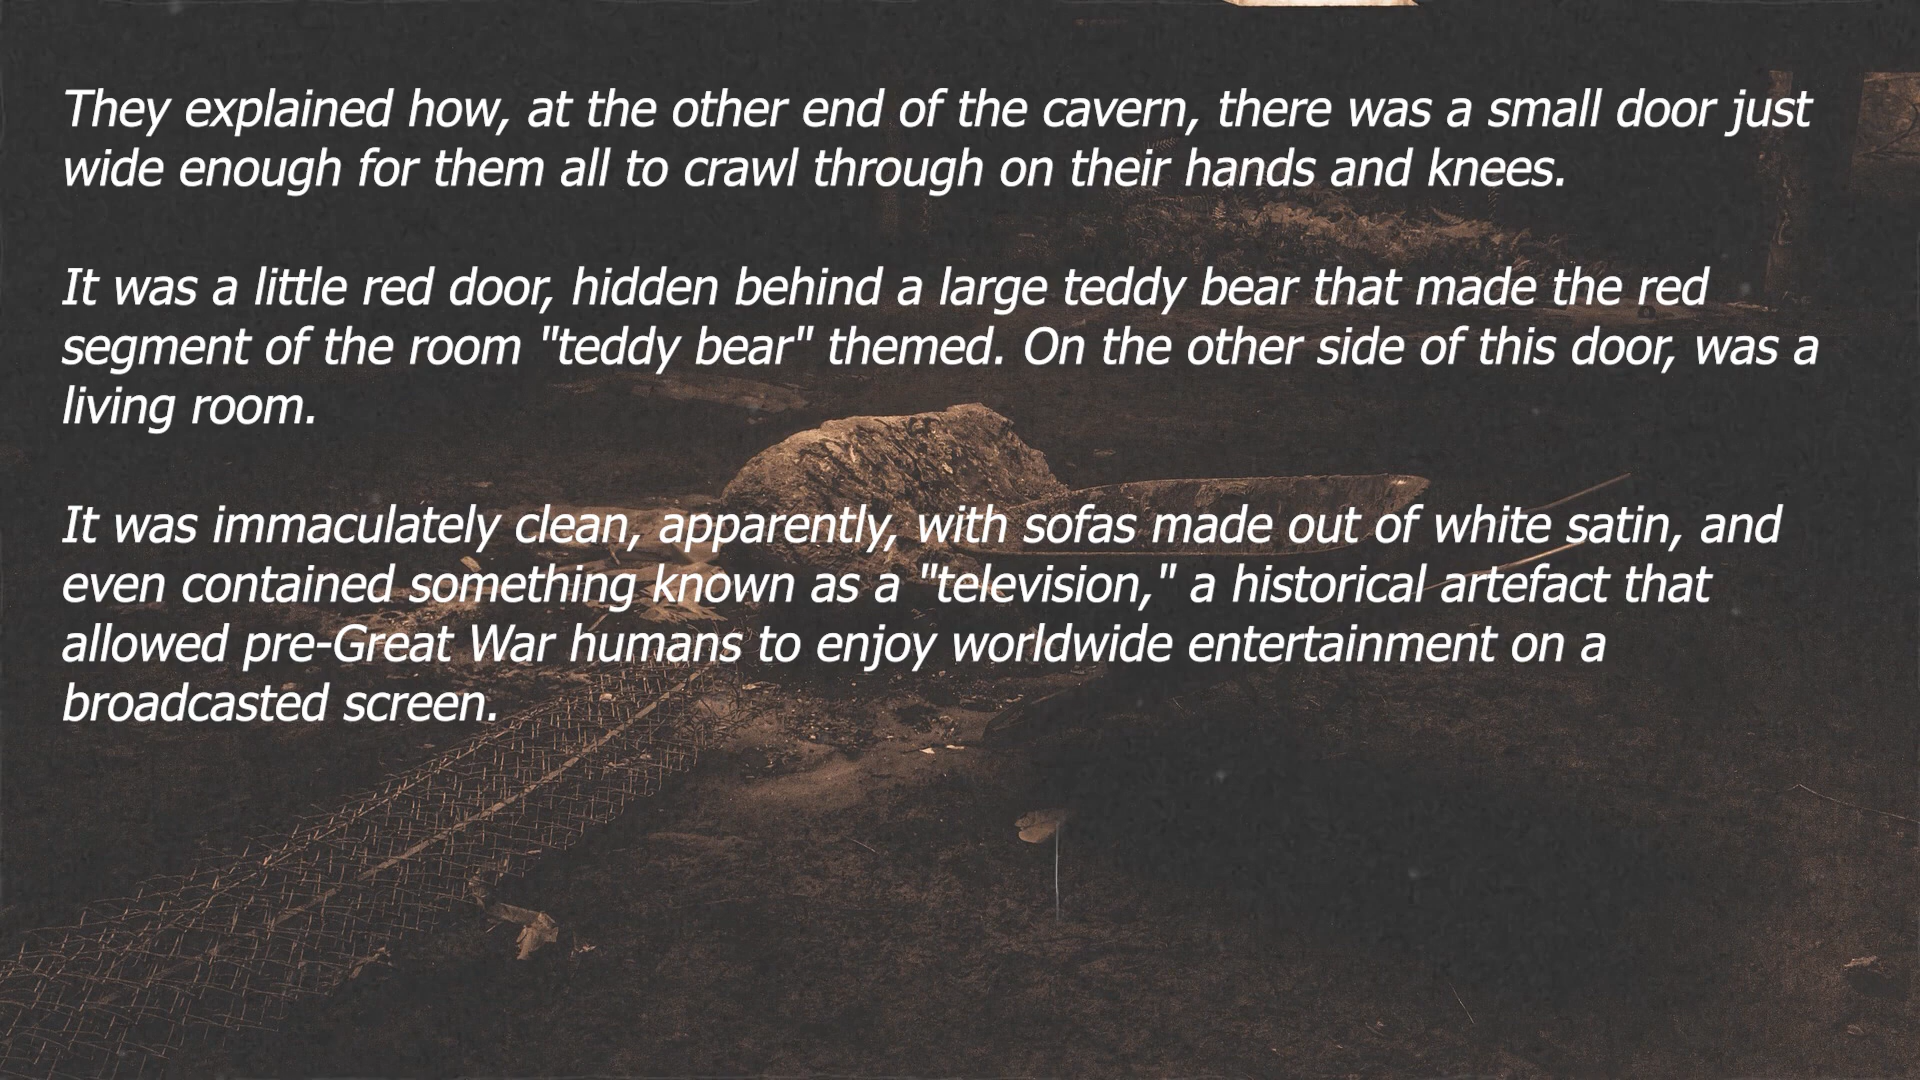 They explained how, at the other end of the cavern, there was a small door just
wide enough for them all to crawl through on their hands and knees.
It was a little red door, hidden behind a large teddy bear that made the red
segment of the room "teddy bear" themed. On the other side of this door, was a
living room.
It was immaculately clean, apparently, with sofas made out of white satin, and
even contained something known as a "television," a historical artefact that
allowed pre-Great War humans to enjoy worldwide entertainment on a
broadcasted screen.